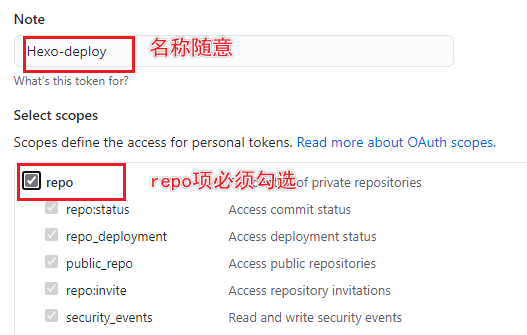 Note
Hexo-deploy 名称随意
What's this token for?
Select scopes
Scopes define the access for personal tokens. Read more about OAuth scopes.
repo repo项必须勾选 of private repositories
repo:status Access commit status
repo_deployment Access deployment status
public_repo Access public repositories
repo:invite Access repository invitations
security_events Read and write security events